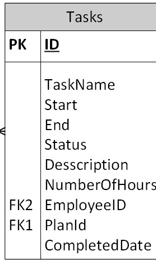 Tasks
PK ID
TaskName
Start
End
Status
Desscription
NumberOfHours
FK2 EmployeeID
FK1 PlanId
CompletedDate